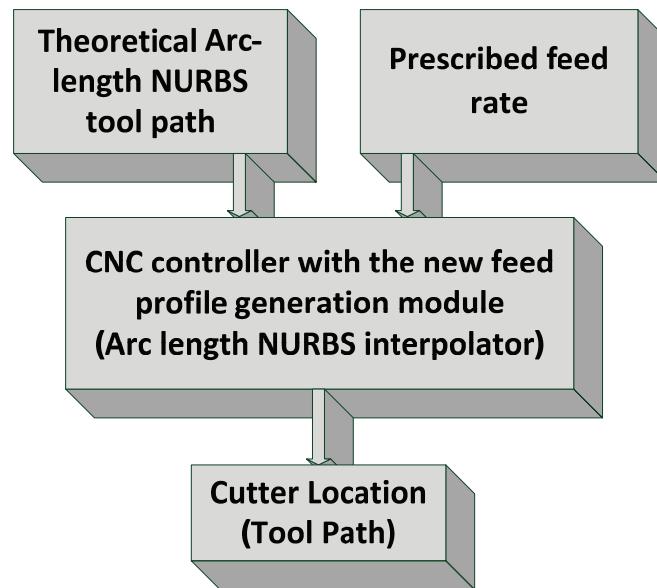 Theoretical Arc-
length NURBS
tool path
Prescribed feed
rate
CNC controller with the new feed
profile generation module
(Arc length NURBS interpolator)
Cutter Location
(Tool Path)